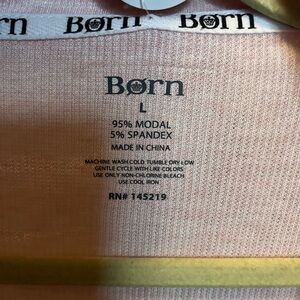 Born Born
Born
L
95% MODAL
5% SPANDEX
MADE IN CHINA
MACHINE WASH COLD. TUMBLE DRY LOW
GENTLE CYCLE WITH LIKE COLORS
USE ONLY NON-CHLORINE BLEACH
USE COOL IRON
RN# 145219